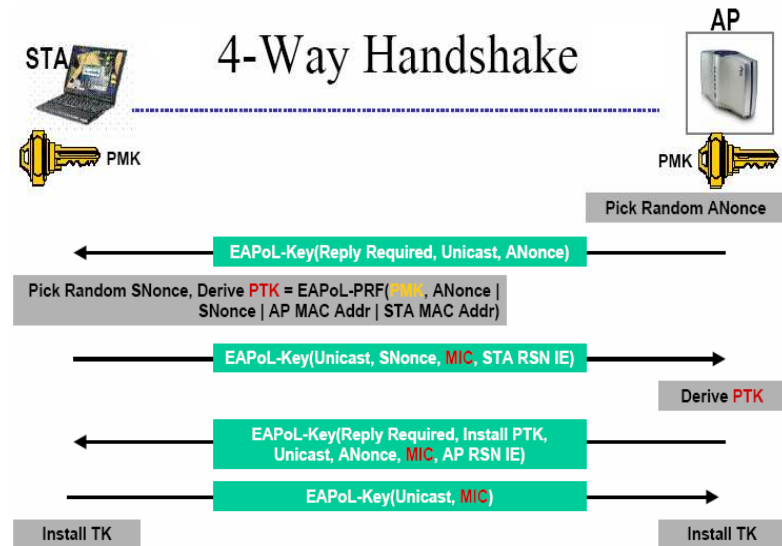 AP
STA
4-Way Handshake
PMK
PMK
Pick Random ANonce
EAPoL-Key(Reply Required, Unicast, ANonce)
Pick Random SNonce, Derive PTK = EAPoL-PRF(PMK, ANonce |
SNonce | AP MAC Addr | STA MAC Addr)
EAPoL-Key(Unicast, SNonce, MIC, STA RSN IE)
Derive PTK
EAPoL-Key(Reply Required, Install PTK,
Unicast, ANonce, MIC, AP RSN IE)
EAPoL-Key(Unicast, MIC)
Install TK
Install TK